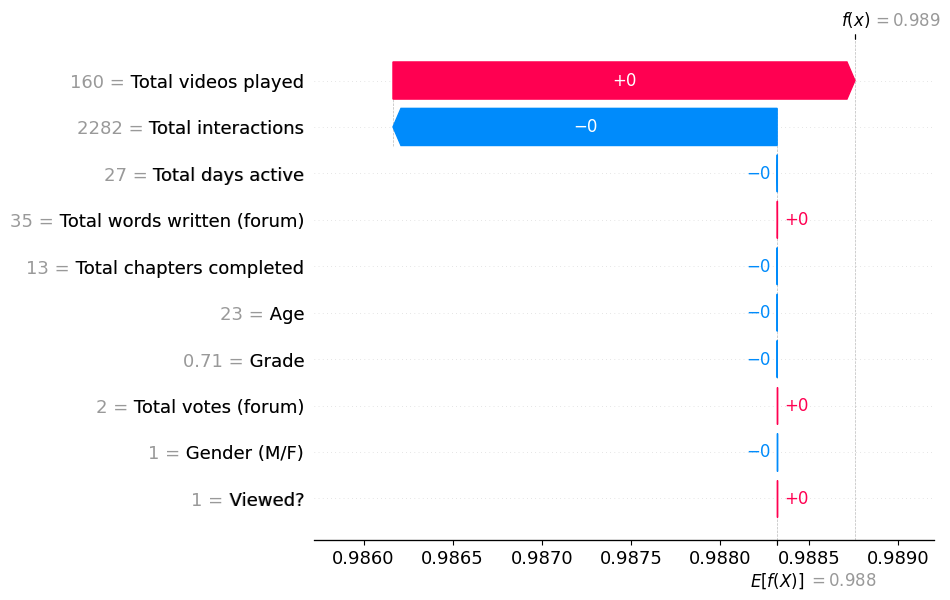 f(x) = 0.989
160 = Total videos played +0
2282 = Total interactions −0
27 = Total days active −0
35 = Total words written (forum) +0
13 = Total chapters completed −0
23 = Age −0
0.71 = Grade −0
2 = Total votes (forum) +0
1 = Gender (M/F) −0
1 = Viewed? +0
0.9860 0.9865 0.9870 0.9875 0.9880 0.9885 0.9890
E[f(X)] = 0.988